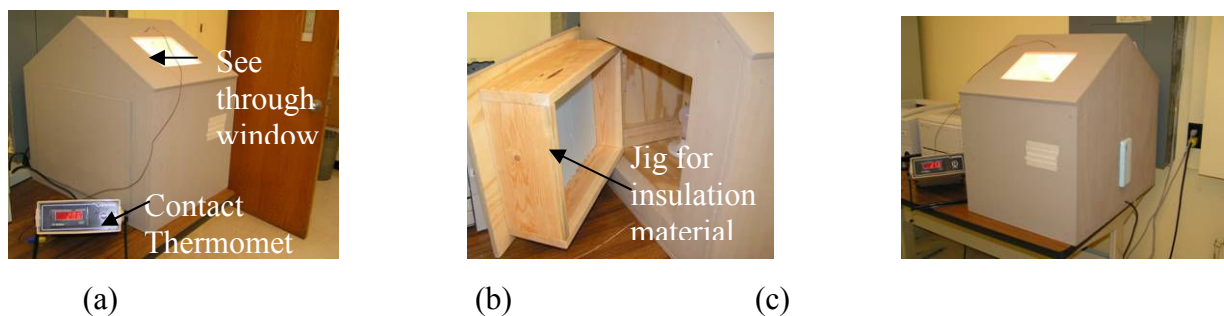 See
through
window
Contact
Thermomet
Jig for
insulation
material
(a) (b) (c)